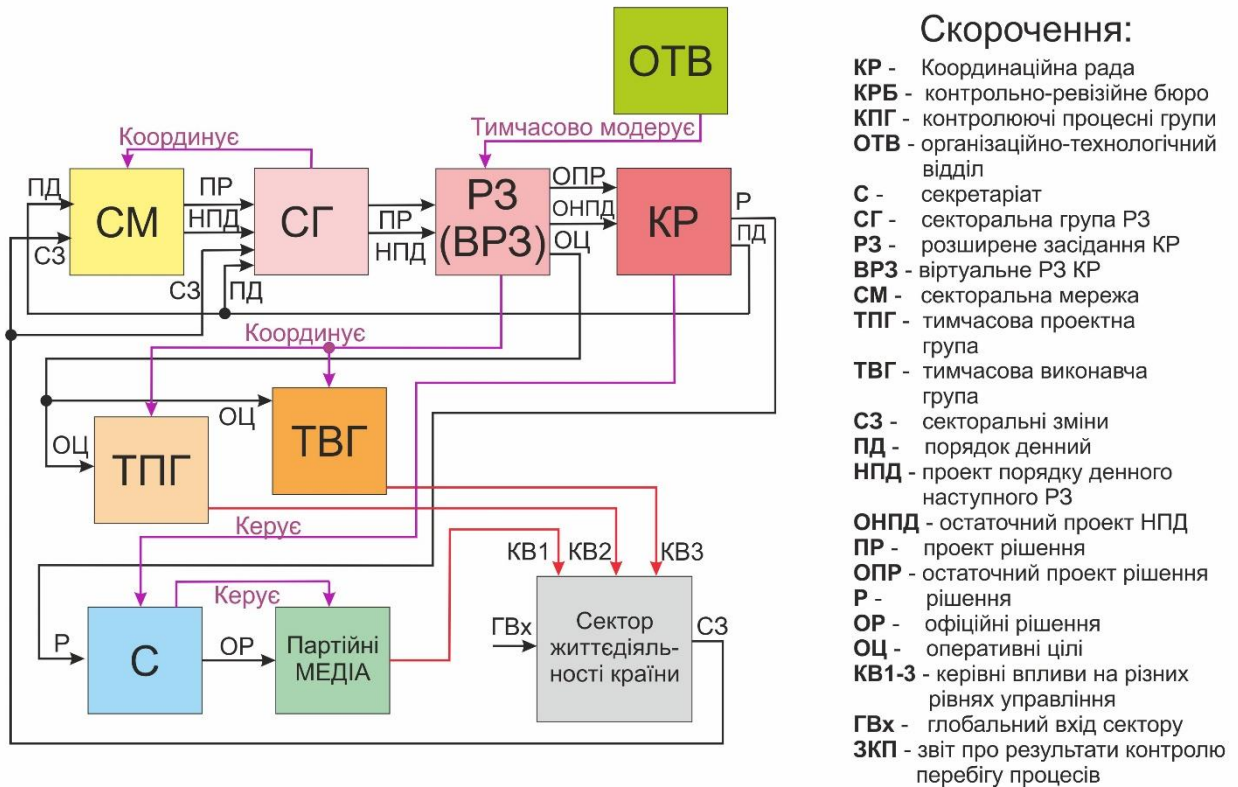 ОТВ
Тимчасово модерує
Координує
ПД
СЗ
СМ
ПР
НПД
СГ
СЗ
ПД
ПР
НПД
РЗ
(ВРЗ)
ОПР
ОНПД
ОЦ
КР
Р
ПД
Координує
ОЦ
ОЦ
ТПГ
ТВГ
Керує
КВ1
КВ2
КВ3
Керує
Р
С
ОР
Партійні
МЕДІА
ГВх
Сектор
життєдіяль-
ності країни
СЗ
Скорочення:
КР - Координаційна рада
КРБ - контрольно-ревізійне бюро
КПГ - контролюючі процесні групи
ОТВ - організаційно-технологічний
відділ
С - секретаріат
СГ - секторальна група РЗ
РЗ - розширене засідання КР
ВРЗ - віртуальне РЗ КР
СМ - секторальна мережа
ТПГ - тимчасова проектна
група
ТВГ - тимчасова виконавча
група
СЗ - секторальні зміни
ПД - порядок денний
НПД - проект порядку денного
наступного РЗ
ОНПД - остаточний проект НПД
ПР - проект рішення
ОПР - остаточний проект рішення
Р - рішення
ОР - офіційні рішення
ОЦ - оперативні цілі
КВ1-3 - керівні впливи на різних
рівнях управління
ГВх - глобальний вхід сектору
ЗКП - звіт про результати контролю
перебігу процесів